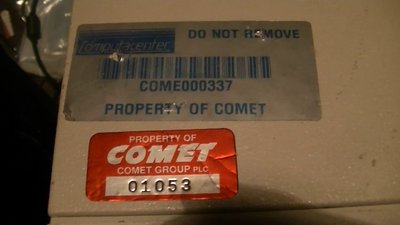 Computacenter DO NOT REMOVE
COME000337
PROPERTY OF COMET
PROPERTY OF
COMET
COMET GROUP PLC
01053